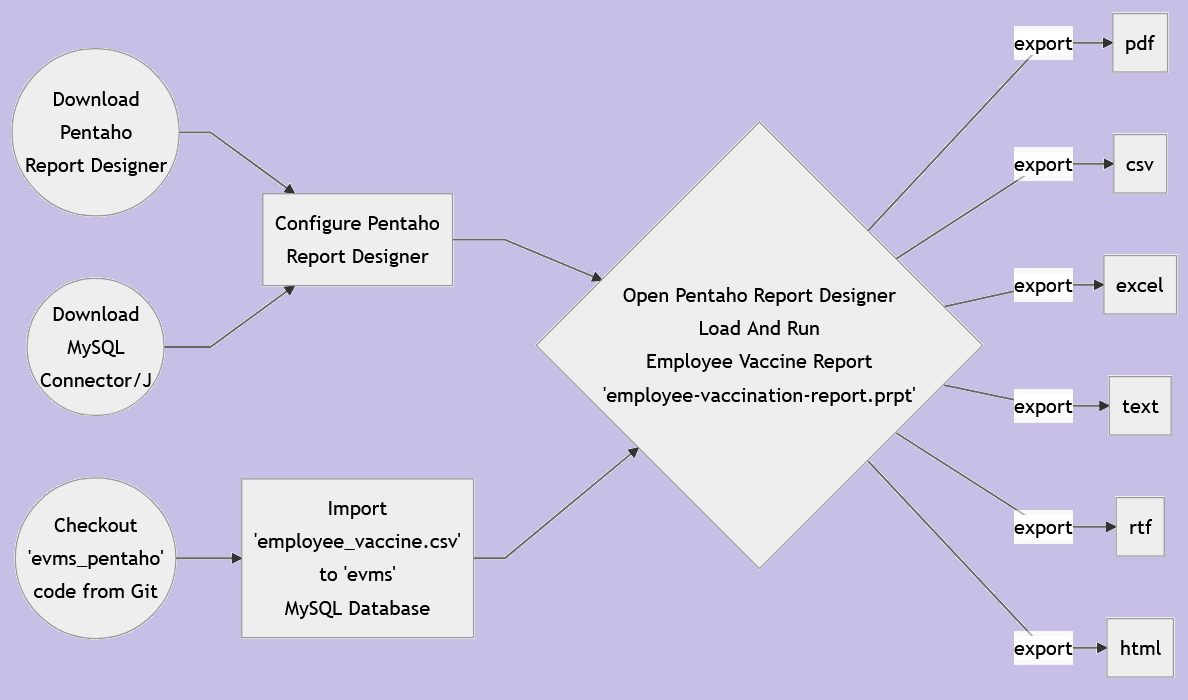 Download
Pentaho
Report Designer
Download
MySQL
Connector/J
Checkout
'evms_pentaho'
code from Git
Configure Pentaho
Report Designer
Import
'employee_vaccine.csv'
to 'evms'
MySQL Database
Open Pentaho Report Designer
Load And Run
Employee Vaccine Report
'employee-vaccination-report.prpt'
export
pdf
export
csv
export
excel
export
text
export
rtf
export
html